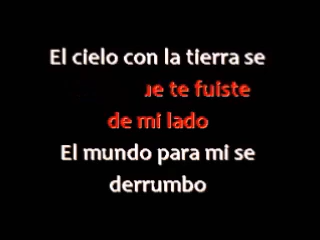 El cielo con la tierra se
te fuiste
de mi lado
El mundo para mi se
derrumbo